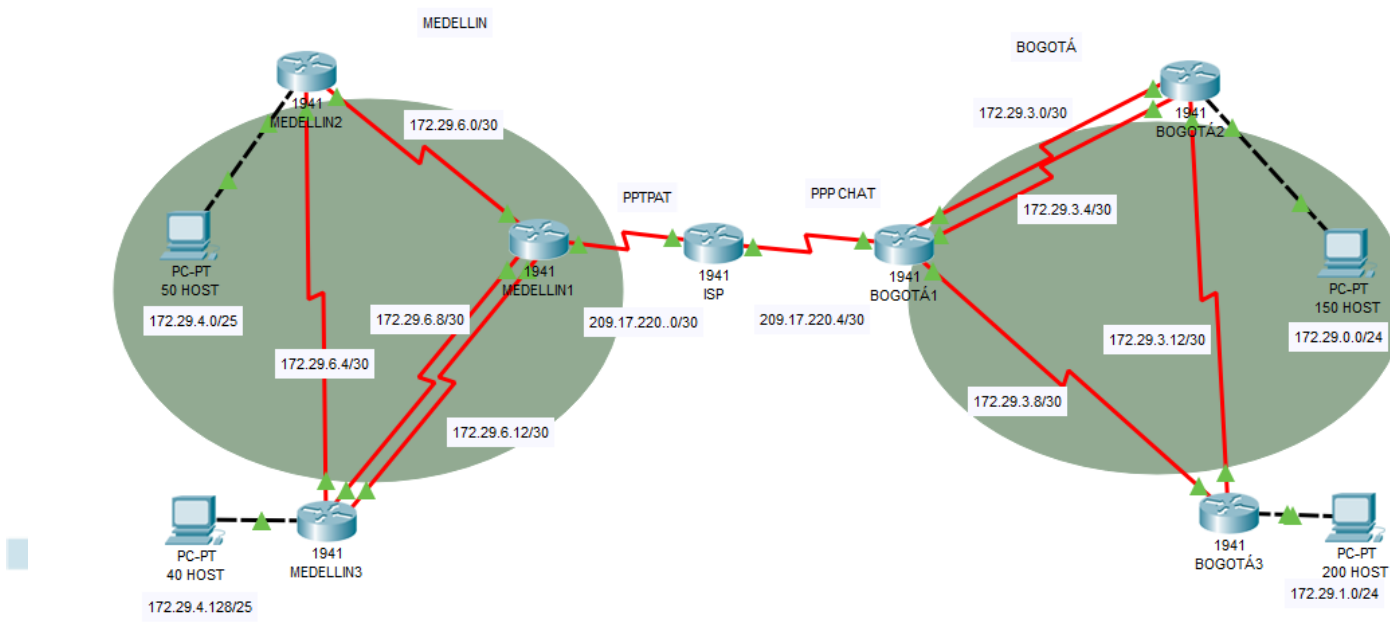 MEDELLIN
BOGOTÁ
1941
MEDELLIN2
172.29.6.0/30
172.29.3.0/30
1941
BOGOTÁ2
PPTPAT
PPP CHAT
172.29.3.4/30
PC-PT
50 HOST
172.29.4.0/25
1941
MEDELLIN1
1941
ISP
1941
BOGOTÁ1
PC-PT
150 HOST
172.29.0.0/24
172.29.6.8/30
209.17.220..0/30
209.17.220.4/30
172.29.3.12/30
172.29.6.4/30
172.29.3.8/30
172.29.6.12/30
PC-PT
40 HOST
172.29.4.128/25
1941
MEDELLIN3
1941
BOGOTÁ3
PC-PT
200 HOST
172.29.1.0/24